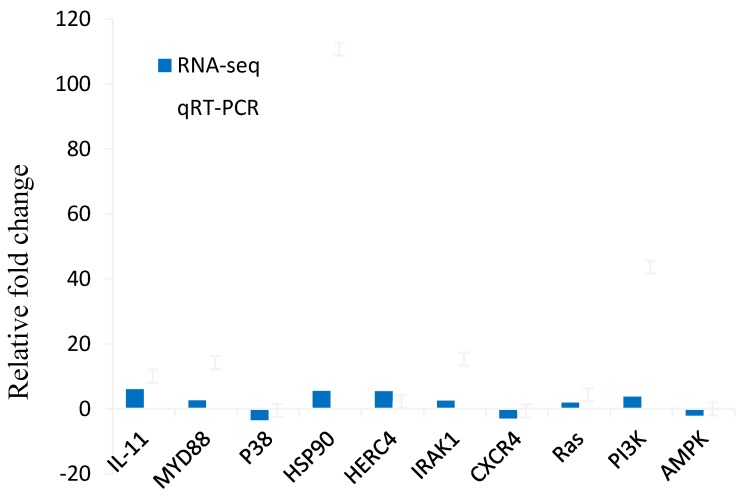 120
100
80
60
40
20
0
-20
Relative fold change
RNA-seq
qRT-PCR
IL-11
MYD88
P38
HSP90
HERC4
IRAK1
CXCR4
Ras
PI3K
AMPK